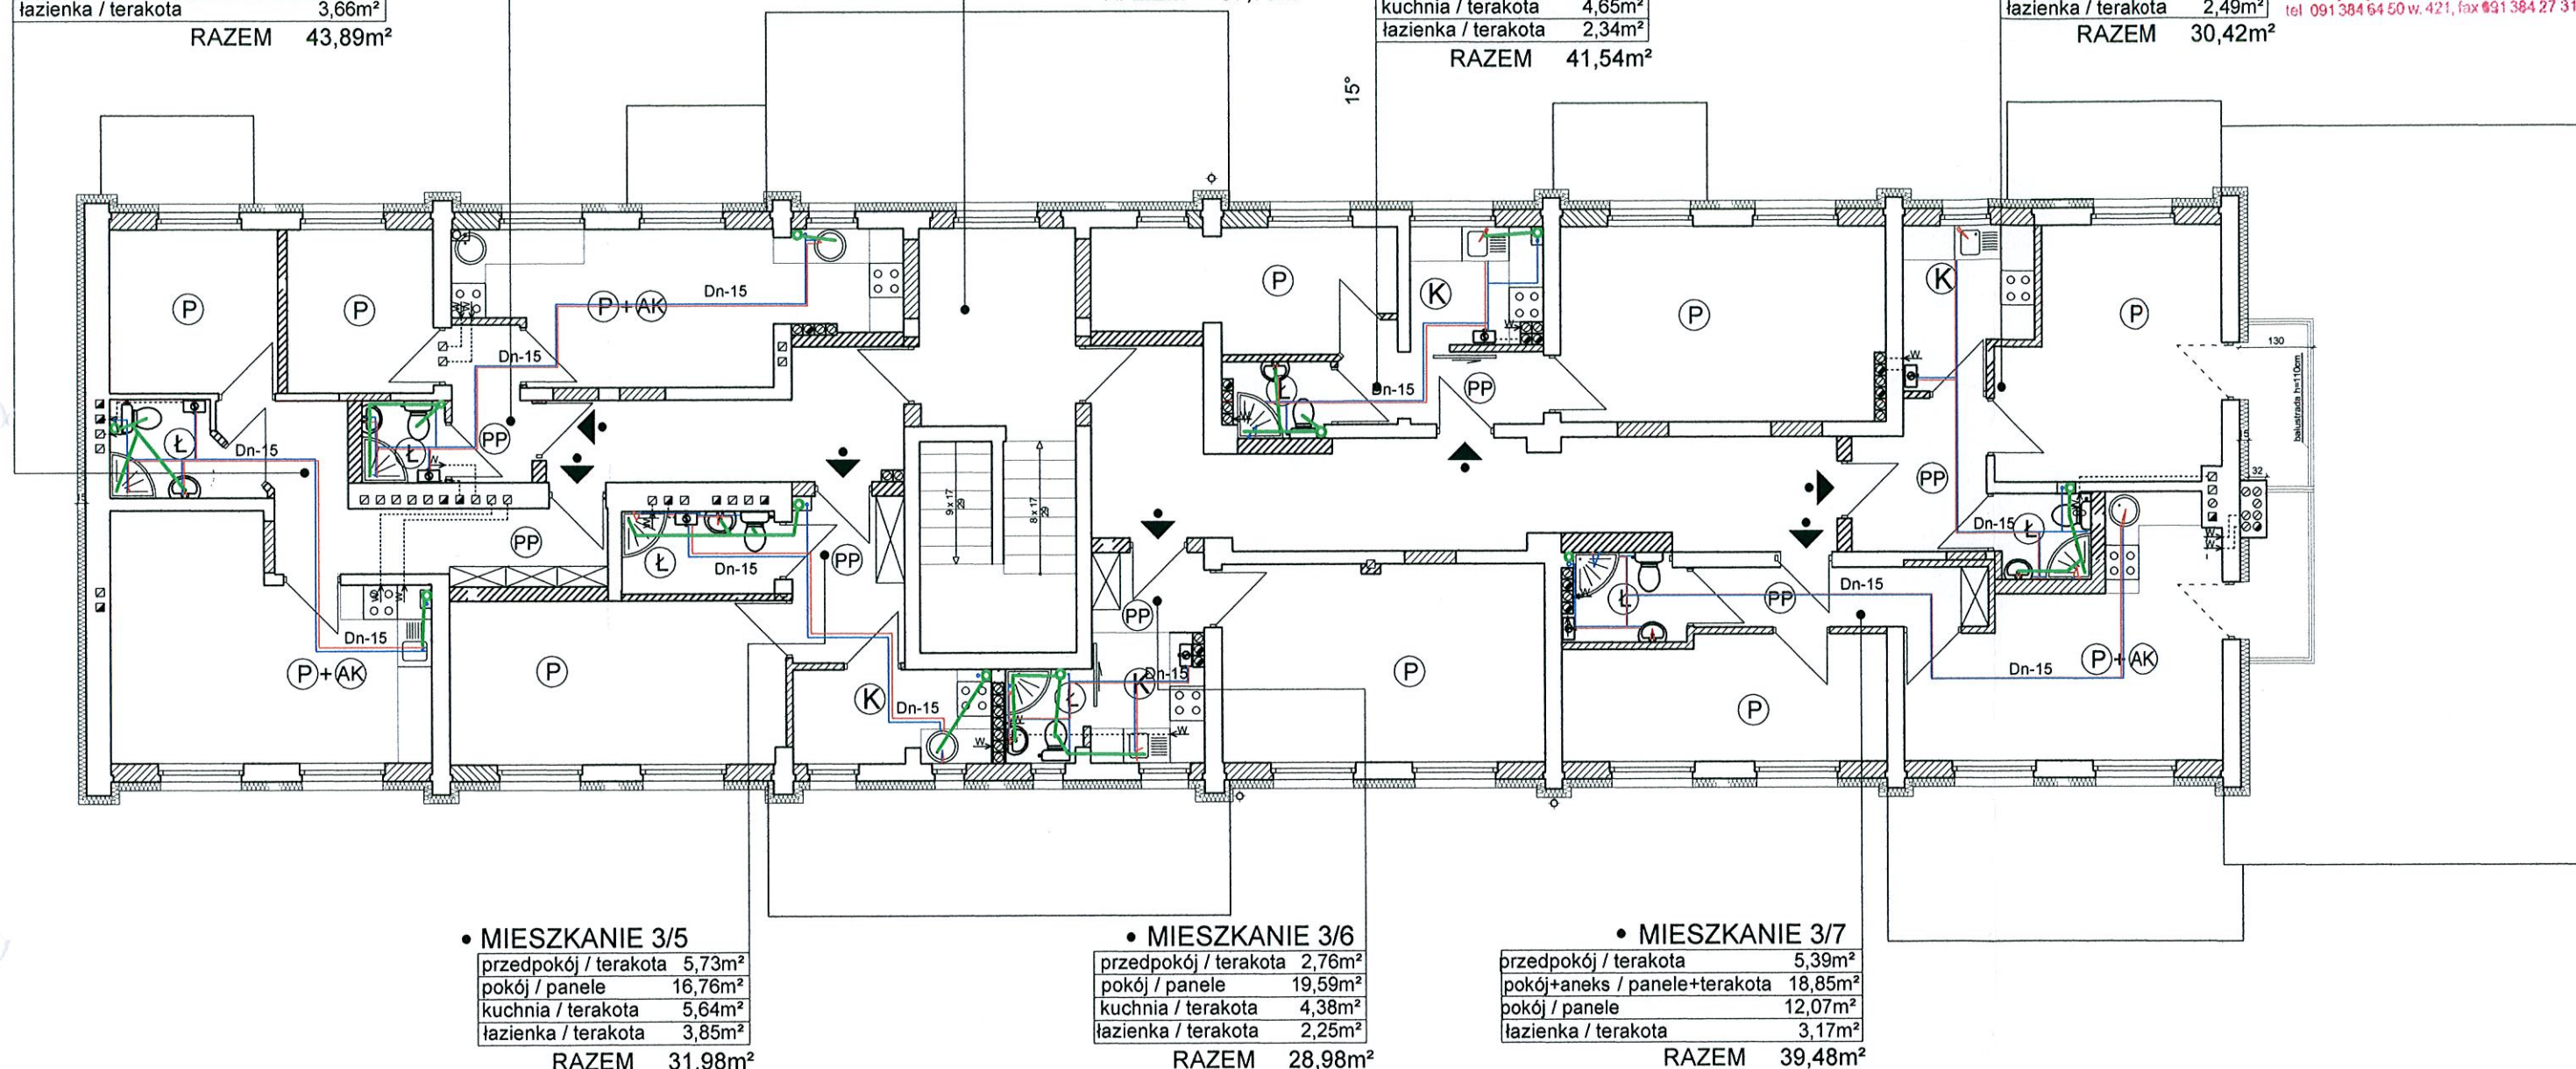 łazienka / terakota 3,66m²
RAZEM 43,89m²
kuchnia / terakota 4,65m²
łazienka / terakota 2,34m²
RAZEM 41,54m²
łazienka / terakota 2,49m²
RAZEM 30,42m²
tel 091 384 64 50 w. 421, fax 091 384 27 31
15°
P
P
P+AK
Dn-15
Dn-15
P
K
P
K
P
130
balustrada h=110cm
Dn-15
PP
Ł
Ł
PP
Dn-15
Ł
Ł
PP
PP
32
15
9 x 17
29
8 x 17
29
W
W
W
W
W
W
W
W
W
PP
Ł
Dn-15
PP
PP
Ł
PP
Dn-15
Dn-15
Ł
Dn-15
P+AK
P
K
Dn-15
Ł
K
Dn-15
P
P
Dn-15
P+AK
• MIESZKANIE 3/5
przedpokój / terakota 5,73m²
pokój / panele 16,76m²
kuchnia / terakota 5,64m²
łazienka / terakota 3,85m²
RAZEM 31,98m²
• MIESZKANIE 3/6
przedpokój / terakota 2,76m²
pokój / panele 19,59m²
kuchnia / terakota 4,38m²
łazienka / terakota 2,25m²
RAZEM 28,98m²
• MIESZKANIE 3/7
przedpokój / terakota 5,39m²
pokój+aneks / panele+terakota 18,85m²
pokój / panele 12,07m²
łazienka / terakota 3,17m²
RAZEM 39,48m²